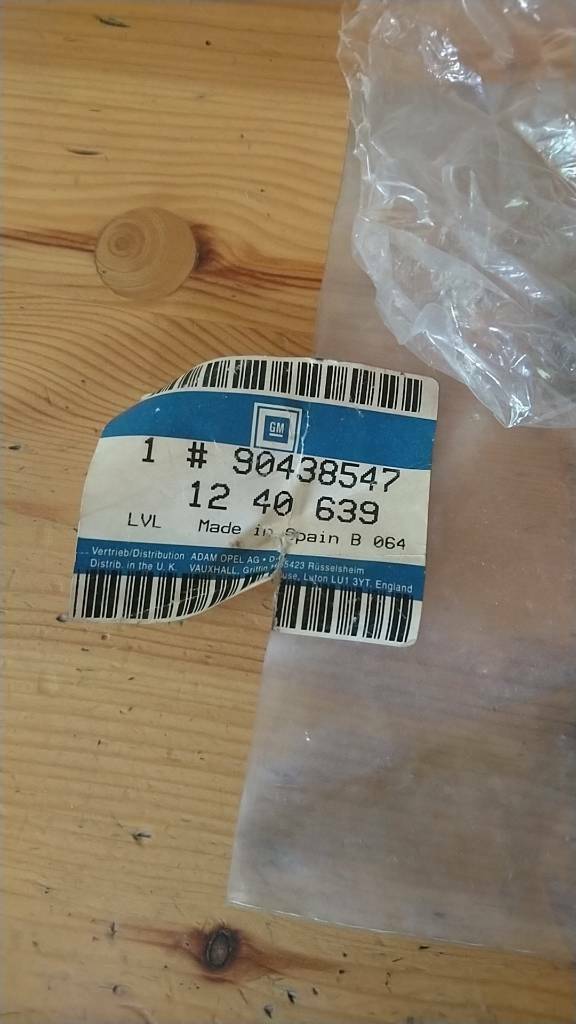 GM
1 # 90438547
12 40 639
LVL Made in Spain B 064
Vertrieb/Distribution ADAM OPEL AG • D- 65423 Rüsselsheim
Distrib. in the U.K. VAUXHALL, Griffin Luton LU1 3YT, England